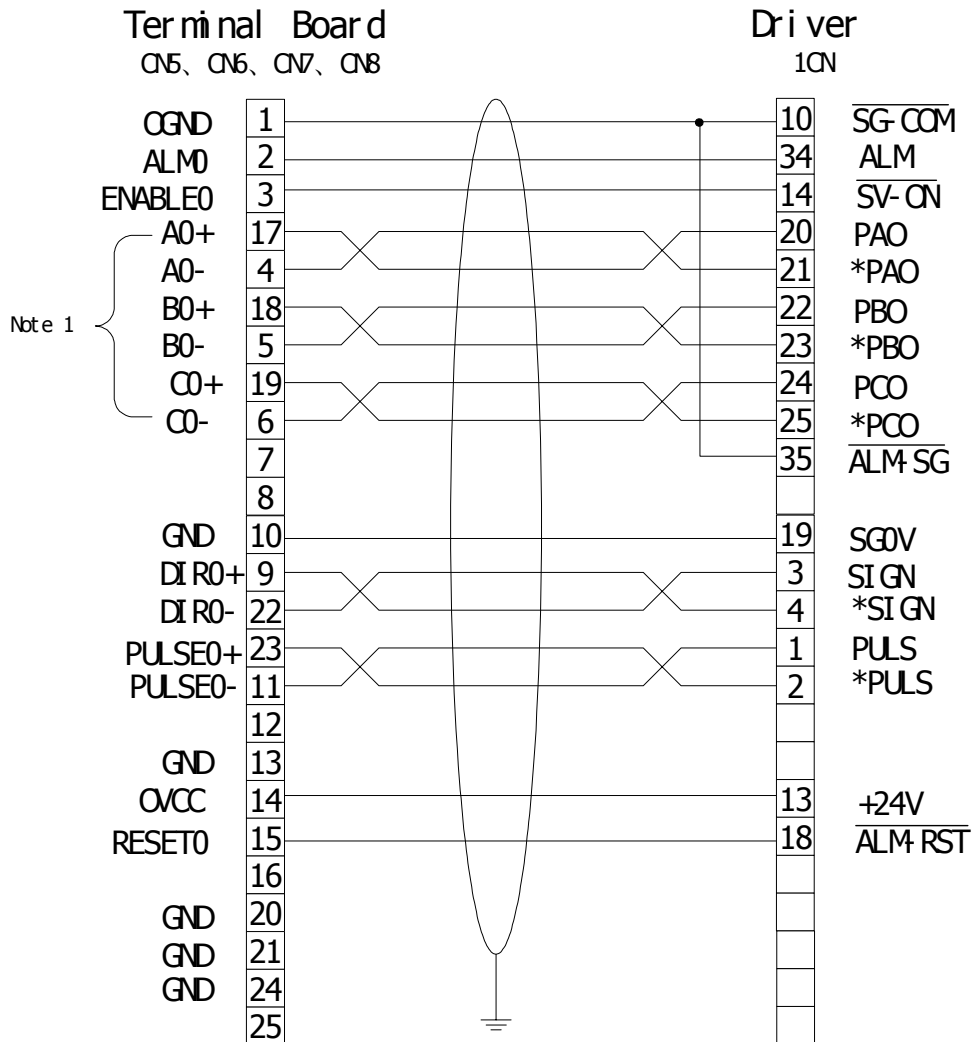 Terminal Board Driver
CN5、CN6、CN7、CN8 1CN
OGND 1 10 SG-COM
ALM0 2 34 ALM
ENABLE0 3 14 SV-ON
A0+ 17 20 PAO
A0- 4 21 *PAO
B0+ 18 22 PBO
Note 1
B0- 5 23 *PBO
C0+ 19 24 PCO
C0- 6 25 *PCO
7 35 ALM-SG
8
GND 10 19 SG0V
DIR0+ 9 3 SIGN
DIR0- 22 4 *SIGN
PULSE0+ 23 1 PULS
PULSE0- 11 2 *PULS
12
GND 13
OVCC 14 13 +24V
RESET0 15 18 ALM-RST
16
GND 20
GND 21
GND 24
25